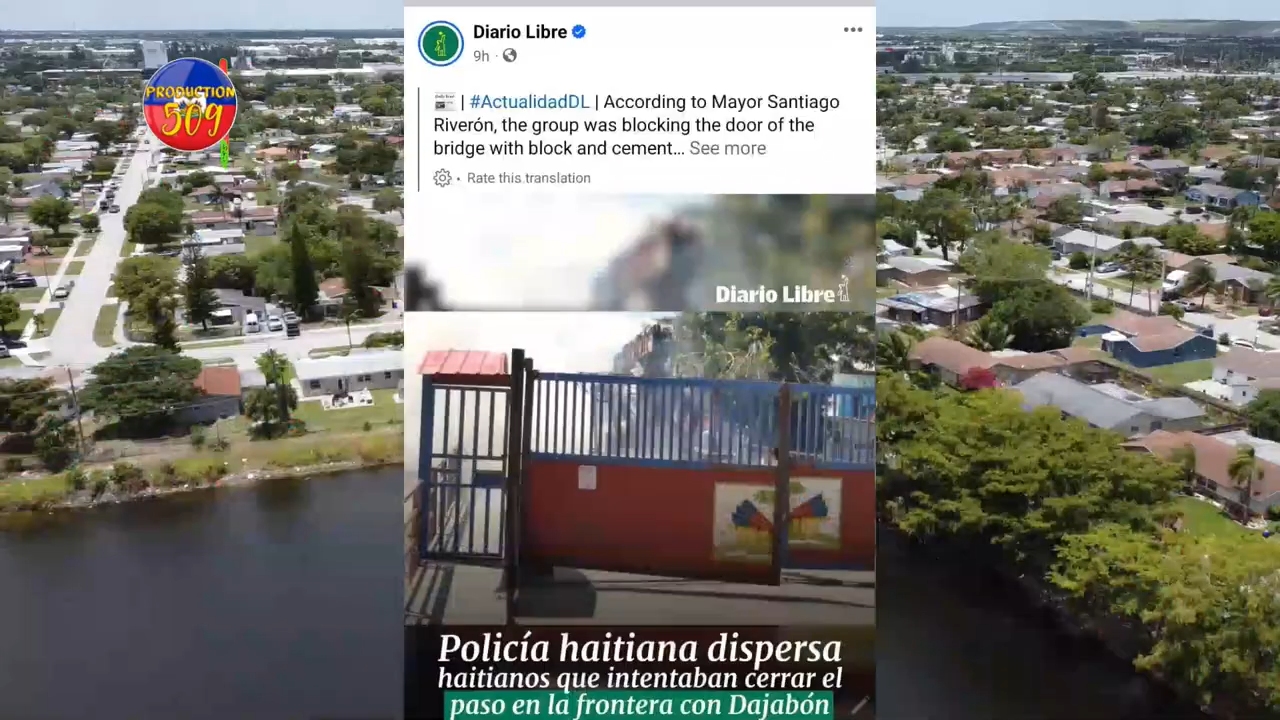 PRODUCTION
509
Diario Libre
9h ·
| #ActualidadDL | According to Mayor Santiago
Riverón, the group was blocking the door of the
bridge with block and cement... See more
· Rate this translation
Diario Libre
Policía haitiana dispersa
haitianos que intentaban cerrar el
paso en la frontera con Dajabón